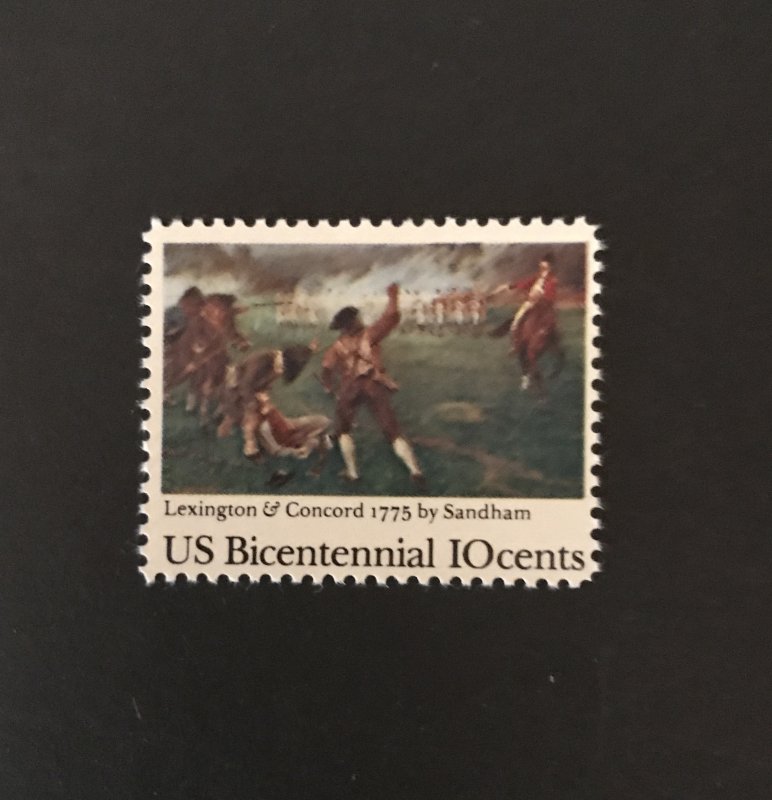 Lexington & Concord 1775 by Sandham
US Bicentennial 10cents